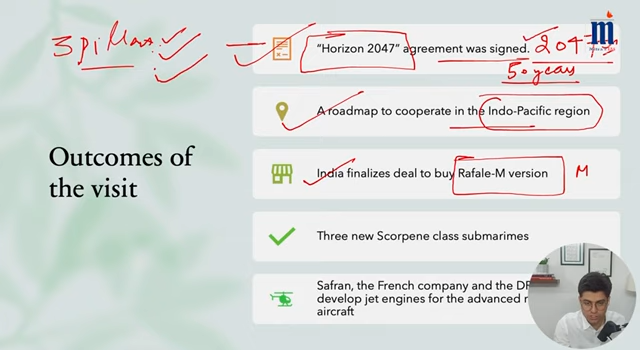 3 pillars
"Horizon 2047" agreement was signed.
2047
50 years
A roadmap to cooperate in the Indo-Pacific region
Outcomes of
the visit
India finalizes deal to buy Rafale-M version
M
Three new Scorpene class submarimes
Safran, the French company and the
develop jet engines for the advanced
aircraft